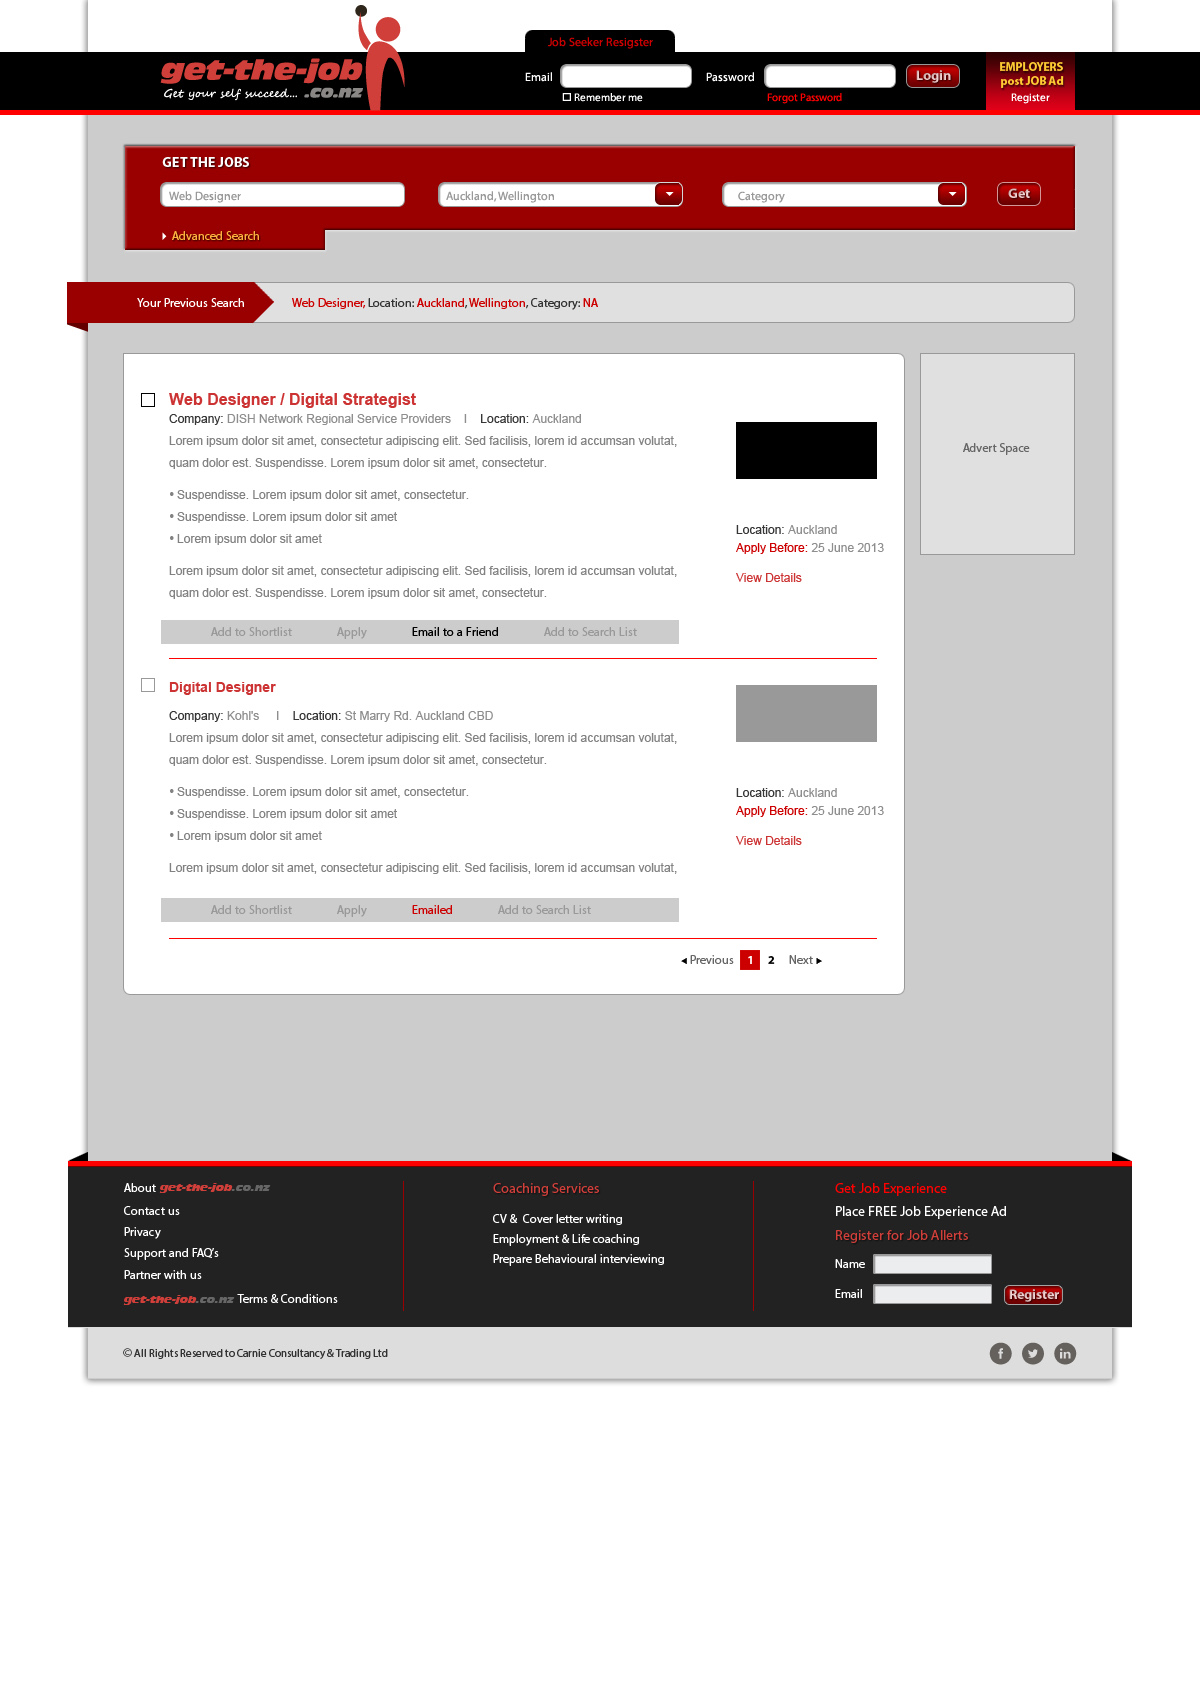 Job Seeker Resigster
get-the-job
Get your self succeed... .co.nz
Email
Password
Login
Remember me
Forgot Password
EMPLOYERS
post JOB Ad
Register
GET THE JOBS
Web Designer
Auckland, Wellington
Category
Get
Advanced Search
Your Previous Search
Web Designer, Location: Auckland, Wellington, Category: NA
Web Designer / Digital Strategist
Company: DISH Network Regional Service Providers I Location: Auckland
Lorem ipsum dolor sit amet, consectetur adipiscing elit. Sed facilisis, lorem id accumsan volutat,
quam dolor est. Suspendisse. Lorem ipsum dolor sit amet, consectetur.
• Suspendisse. Lorem ipsum dolor sit amet, consectetur.
• Suspendisse. Lorem ipsum dolor sit amet
• Lorem ipsum dolor sit amet
Lorem ipsum dolor sit amet, consectetur adipiscing elit. Sed facilisis, lorem id accumsan volutat,
quam dolor est. Suspendisse. Lorem ipsum dolor sit amet, consectetur.
Location: Auckland
Apply Before: 25 June 2013
View Details
Add to Shortlist Apply Email to a Friend Add to Search List
Advert Space
Digital Designer
Company: Kohl's I Location: St Marry Rd. Auckland CBD
Lorem ipsum dolor sit amet, consectetur adipiscing elit. Sed facilisis, lorem id accumsan volutat,
quam dolor est. Suspendisse. Lorem ipsum dolor sit amet, consectetur.
• Suspendisse. Lorem ipsum dolor sit amet, consectetur.
• Suspendisse. Lorem ipsum dolor sit amet
• Lorem ipsum dolor sit amet
Lorem ipsum dolor sit amet, consectetur adipiscing elit. Sed facilisis, lorem id accumsan volutat,
Location: Auckland
Apply Before: 25 June 2013
View Details
Add to Shortlist Apply Emailed Add to Search List
Previous 1 2 Next
About get-the-job.co.nz
Contact us
Privacy
Support and FAQ's
Partner with us
get-the-job.co.nz Terms & Conditions
Coaching Services
CV & Cover letter writing
Employment & Life coaching
Prepare Behavioural interviewing
Get Job Experience
Place FREE Job Experience Ad
Register for Job Allerts
Name
Email
Register
© All Rights Reserved to Carnie Consultancy & Trading Ltd
f
in